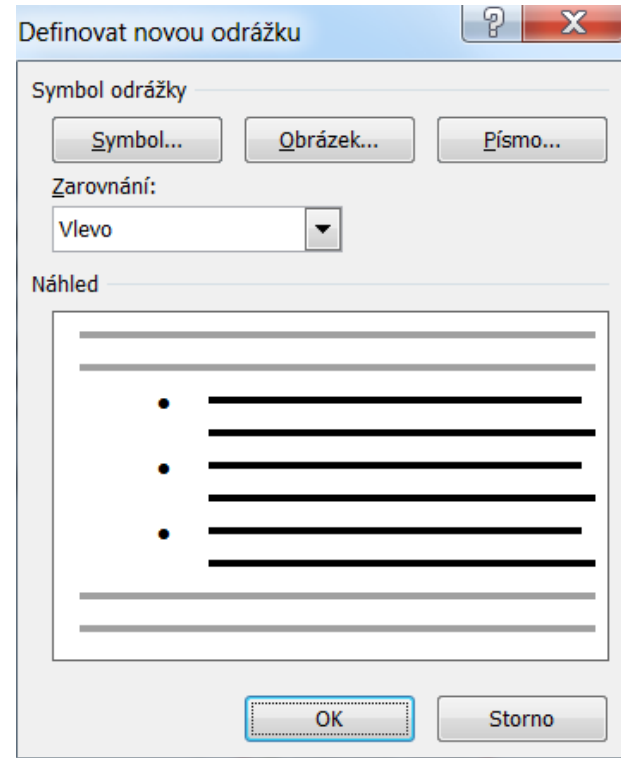 Definovat novou odrážku
Symbol odrážky
Symbol... Obrázek... Písmo...
Zarovnání:
Vlevo
Náhled
OK Storno